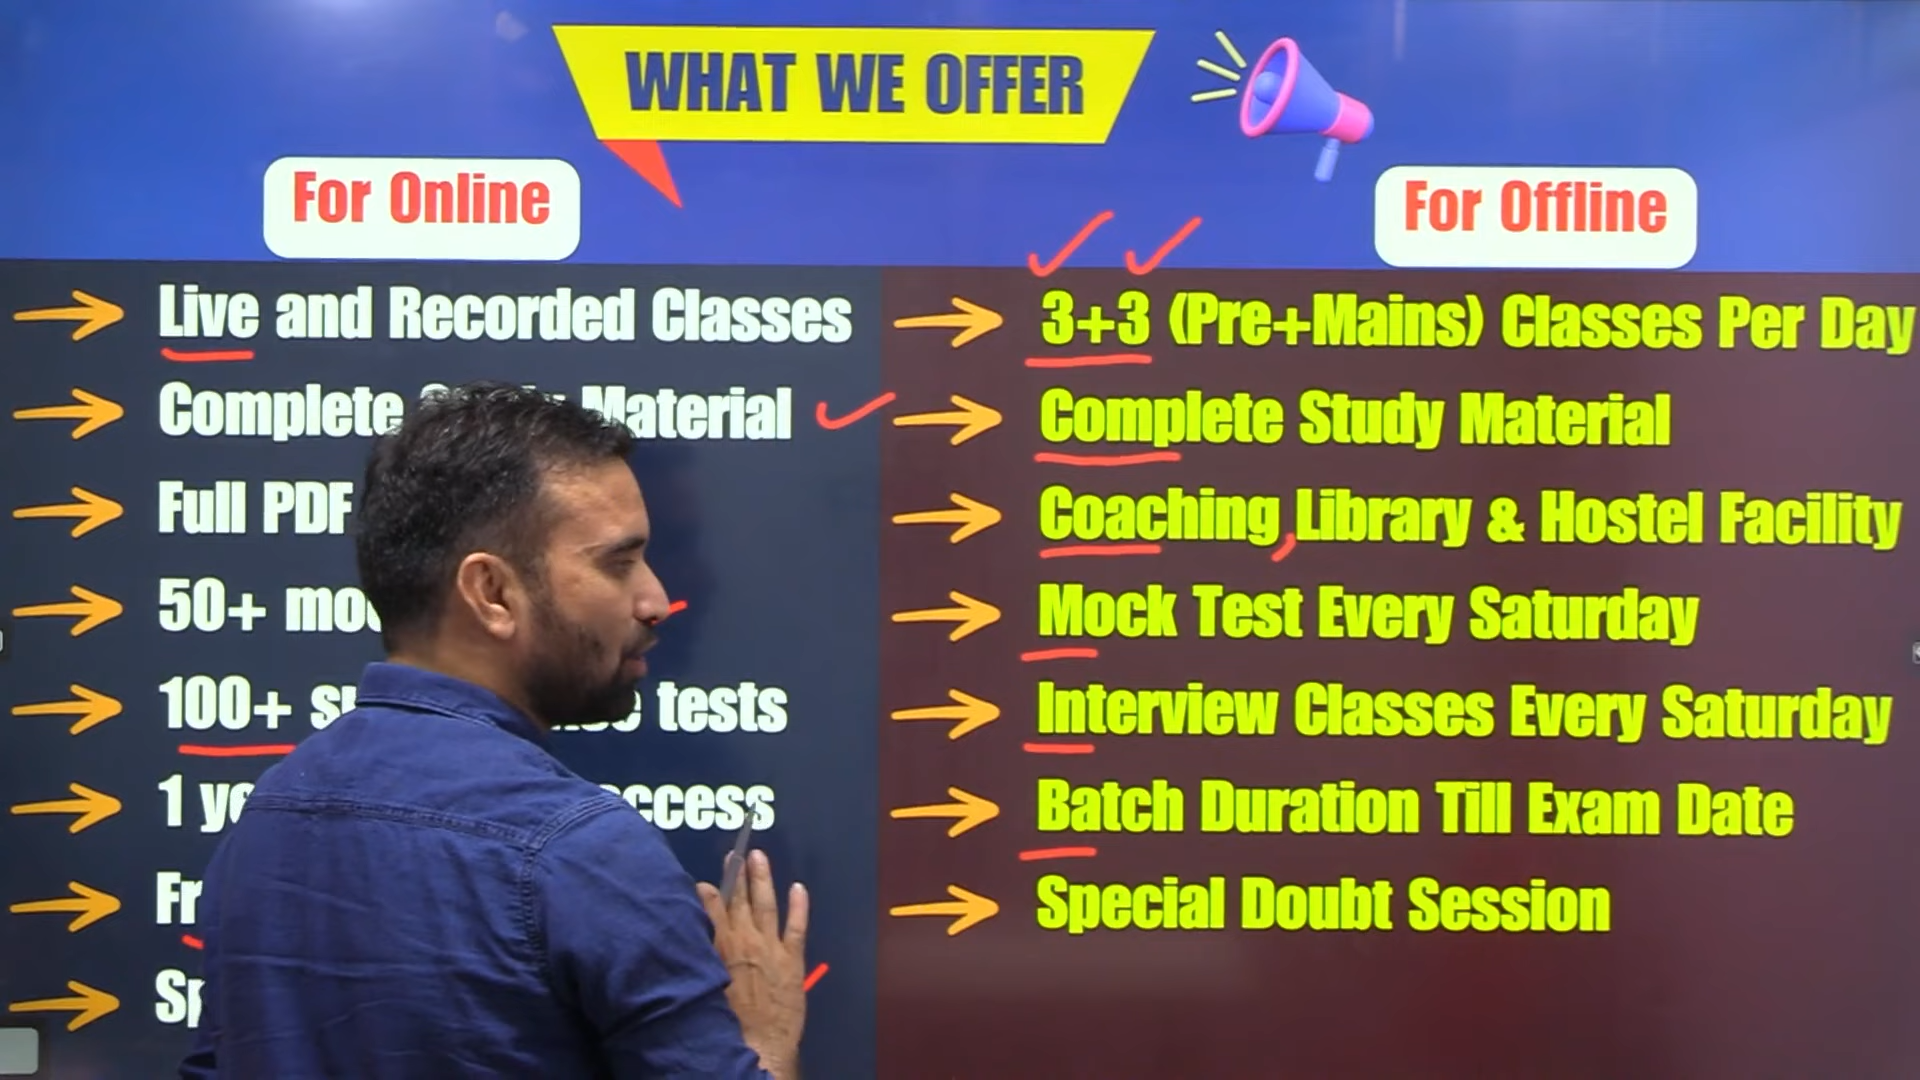 WHAT WE OFFER
For Online
Live and Recorded Classes
Complete Material
Full PDF
50+
100+ tests
1
For Offline
3+3 (Pre+Mains) Classes Per Day
Complete Study Material
Coaching,Library & Hostel Facility
Mock Test Every Saturday
Interview Classes Every Saturday
Batch Duration Till Exam Date
Special Doubt Session